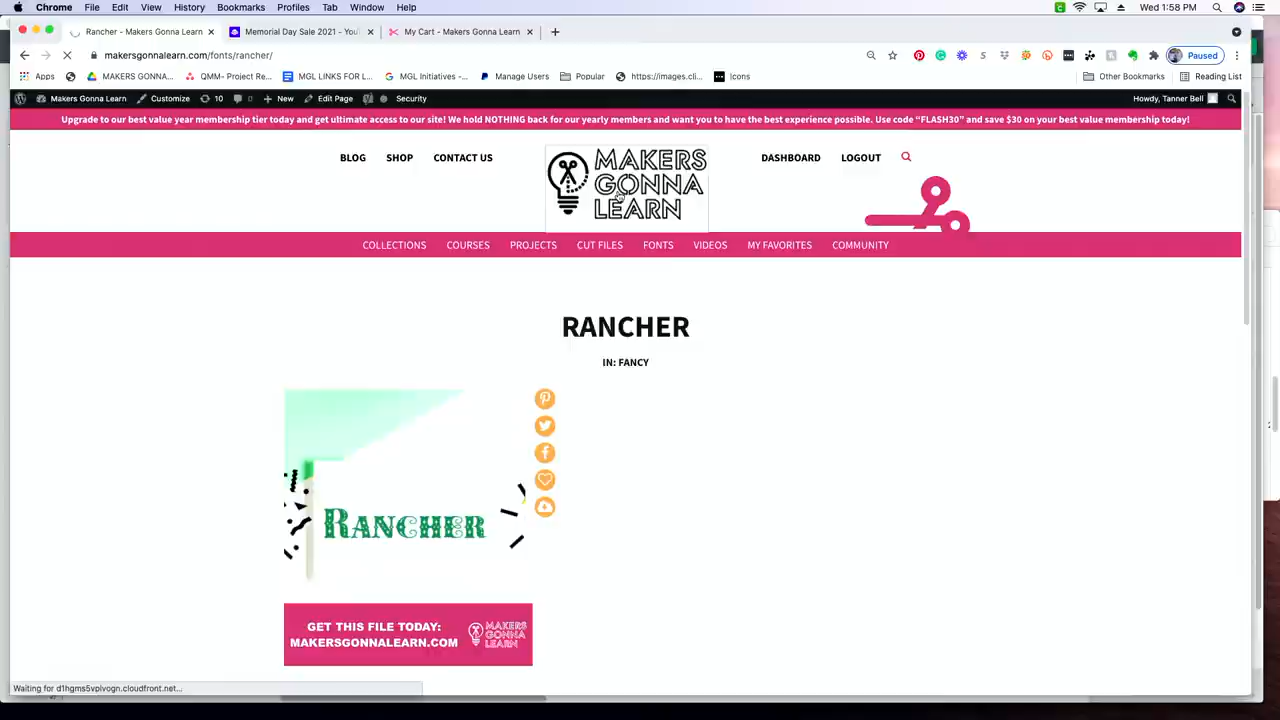 Chrome File Edit View History Bookmarks Profiles Tab Window Help Wed 1:58 PM
Rancher - Makers Gonna Learn Memorial Day Sale 2021 - You My Cart - Makers Gonna Learn
makersgonnalearn.com/fonts/rancher/ Paused
Apps MAKERS GONNA... QMM- Project Re... MGL LINKS FOR L... MGL Initiatives -... Manage Users Popular https://images.cli... Icons Other Bookmarks Reading List
Makers Gonna Learn Customize 10 0 New Edit Page Security Howdy, Tanner Bell
Upgrade to our best value year membership tier today and get ultimate access to our site! We hold NOTHING back for our yearly members and want you to have the best experience possible. Use code “FLASH30” and save $30 on your best value membership today!
BLOG SHOP CONTACT US DASHBOARD LOGOUT
MAKERS
GONNA
LEARN
COLLECTIONS COURSES PROJECTS CUT FILES FONTS VIDEOS MY FAVORITES COMMUNITY
RANCHER
IN: FANCY
RANCHER
GET THIS FILE TODAY:
MAKERSGONNALEARN.COM
MAKERS
GONNA
LEARN
Waiting for d1hgms5vpivogn.cloudfront.net...